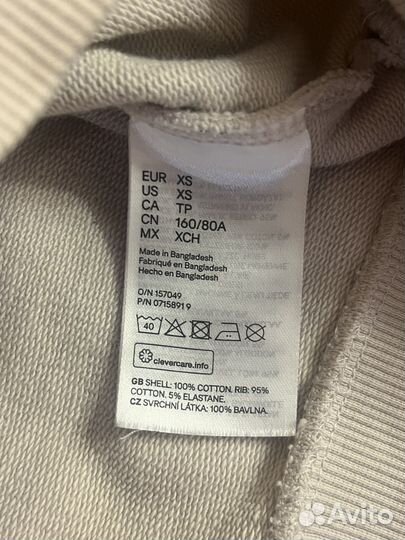 EUR XS
US XS
CA TP
CN 160/80A
MX XCH
Made in Bangladesh
Fabriqué en Bangladesh
Hecho en Bangladesh
O/N 157049
P/N 0715891 9
40
clevercare.info
GB SHELL: 100% COTTON. RIB: 95%
COTTON. 5% ELASTANE.
CZ SVRCHNÍ LÁTKA: 100% BAVLNA.
Avito